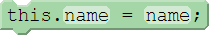 this.name = name;